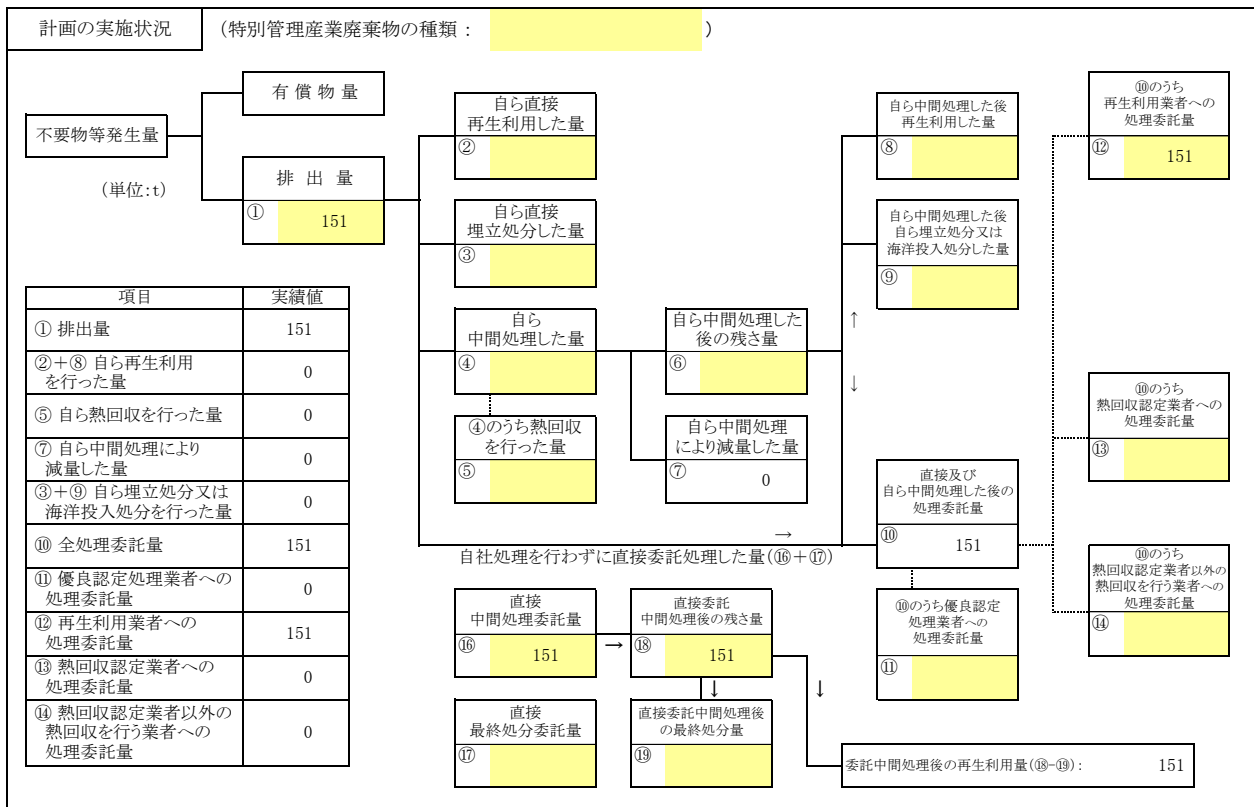 計画の実施状況
(特別管理産業廃棄物の種類：
)
不要物等発生量
(単位:t)
有 償 物 量
排 出 量
① 151
自ら直接
再生利用した量
②
自ら直接
埋立処分した量
③
自ら
中間処理した量
④
④のうち熱回収
を行った量
⑤
自ら中間処理した
後の残さ量
⑥
自ら中間処理
により減量した量
⑦ 0
自ら中間処理した後
再生利用した量
⑧
自ら中間処理した後
自ら埋立処分又は
海洋投入処分した量
⑨
↑
↓
直接及び
自ら中間処理した後の
処理委託量
⑩ 151
→
自社処理を行わずに直接委託処理した量(⑯+⑰)
⑩のうち優良認定
処理業者への
処理委託量
⑪
⑩のうち
再生利用業者への
処理委託量
⑫ 151
⑩のうち
熱回収認定業者への
処理委託量
⑬
⑩のうち
熱回収認定業者以外の
熱回収を行う業者への
処理委託量
⑭
直接
中間処理委託量
⑯ 151
→
直接委託
中間処理後の残さ量
⑱ 151
↓
↓
直接
最終処分委託量
⑰
直接委託中間処理後
の最終処分量
⑲
委託中間処理後の再生利用量(⑱-⑲)： 151
項目 実績値
① 排出量 151
②+⑧ 自ら再生利用
を行った量 0
⑤ 自ら熱回収を行った量 0
⑦ 自ら中間処理により
減量した量 0
③+⑨ 自ら埋立処分又は
海洋投入処分を行った量 0
⑩ 全処理委託量 151
⑪ 優良認定処理業者への
処理委託量 0
⑫ 再生利用業者への
処理委託量 151
⑬ 熱回収認定業者への
処理委託量 0
⑭ 熱回収認定業者以外の
熱回収を行う業者への
処理委託量 0